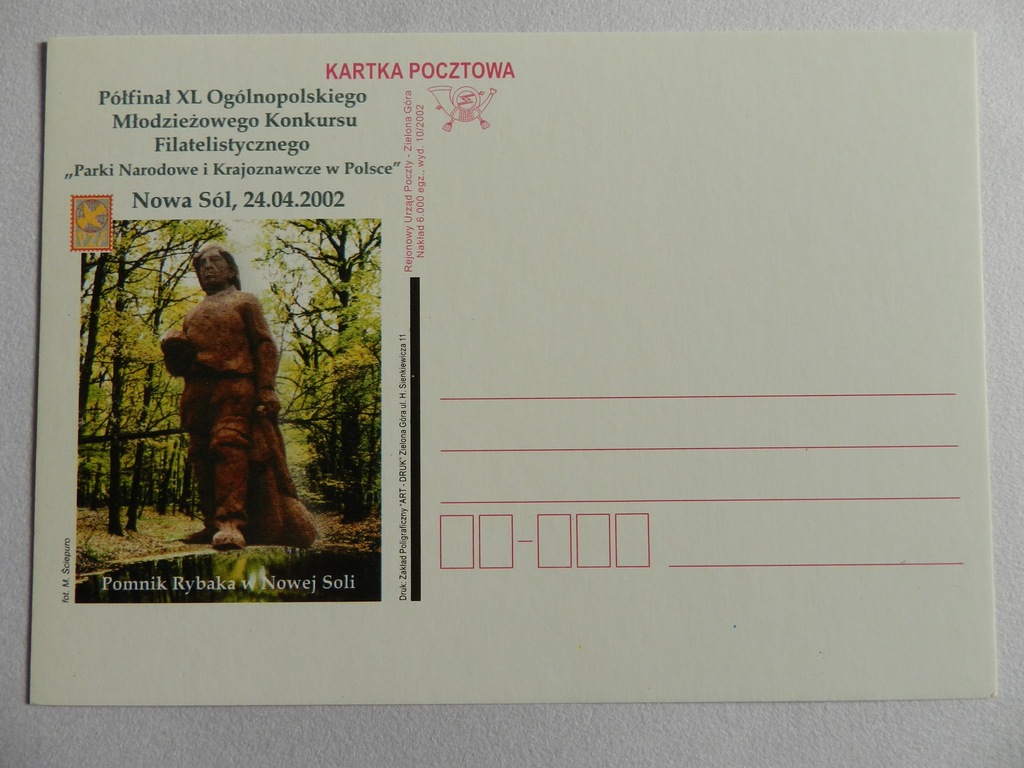 KARTKA POCZTOWA
Półfinał XL Ogólnopolskiego
Młodzieżowego Konkursu
Filatelistycznego
„Parki Narodowe i Krajoznawcze w Polsce”
Nowa Sól, 24.04.2002
Rejonowy Urząd Poczty - Zielona Góra
Nakład 6.000 egz., wyd. 10/2002
Druk: Zakład Poligraficzny "ART - DRUK" Zielona Góra ul. H. Sienkiewicza 11
fot. M. Ściepuro
Pomnik Rybaka w Nowej Soli